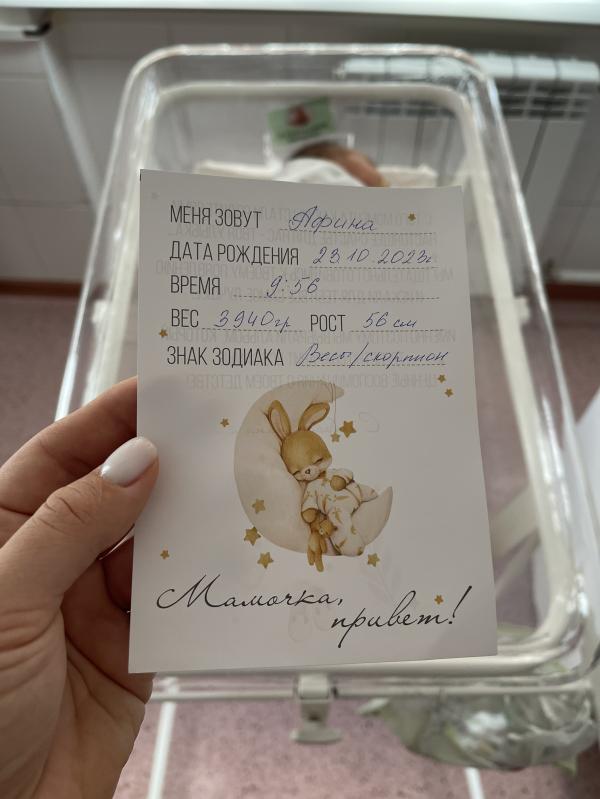 МЕНЯ ЗОВУТ Афина
ДАТА РОЖДЕНИЯ 23.10.2023г
ВРЕМЯ 9:56
ВЕС 3940гр РОСТ 56 см
ЗНАК ЗОДИАКА Весы/скорпион
Мамочка,
привет!